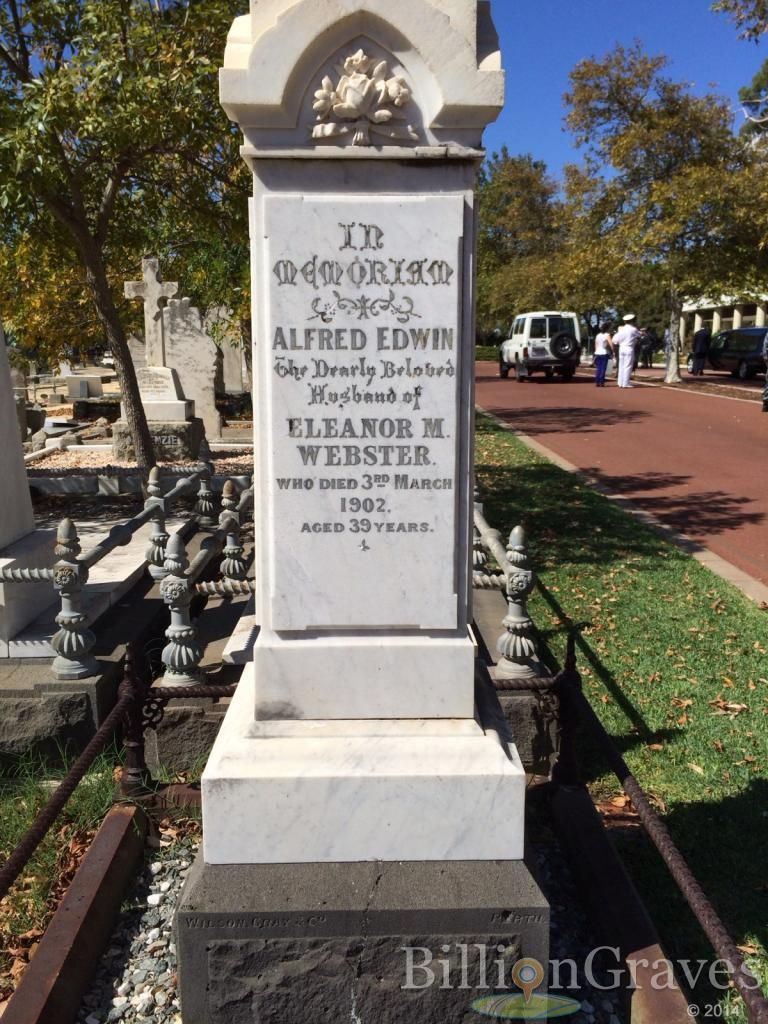 IN
MEMORIAM
ALFRED EDWIN
The Dearly Beloved
Husband of
ELEANOR M.
WEBSTER.
WHO DIED 3RD MARCH
1902.
AGED 39 YEARS.
WILSON, GRAY & CO PERTH
BillionGraves
© 2014